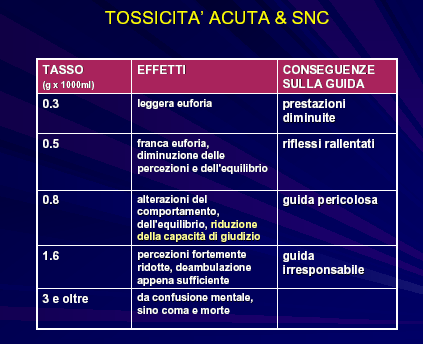 TOSSICITA' ACUTA & SNC
TASSO
(g x 1000ml)
EFFETTI
CONSEGUENZE
SULLA GUIDA
0.3
leggera euforia
prestazioni
diminuite
0.5
franca euforia,
diminuzione delle
percezioni e dell'equilibrio
riflessi rallentati
0.8
alterazioni del
comportamento,
dell'equilibrio, riduzione
della capacità di giudizio
guida pericolosa
1.6
percezioni fortemente
ridotte, deambulazione
appena sufficiente
guida
irresponsabile
3 e oltre
da confusione mentale,
sino coma e morte